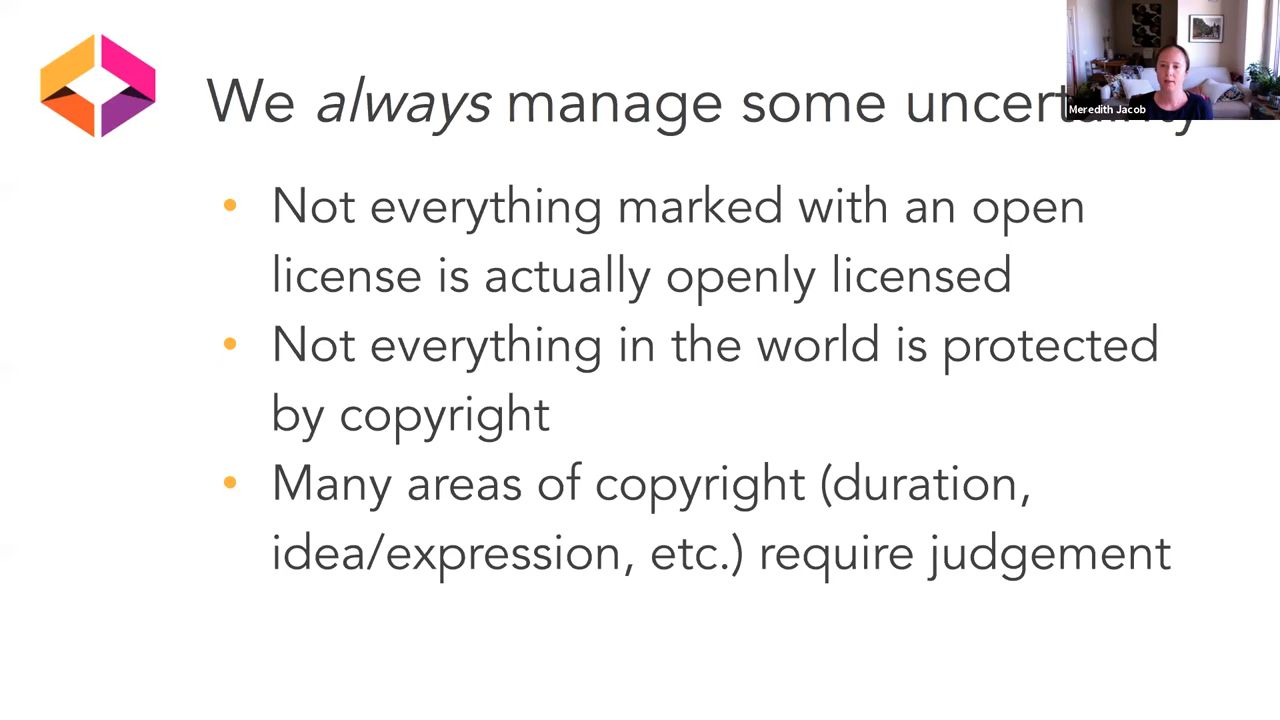 We always manage some
Meredith Jacob
Not everything marked with an open
license is actually openly licensed
Not everything in the world is protected
by copyright
Many areas of copyright (duration,
idea/expression, etc.) require judgement